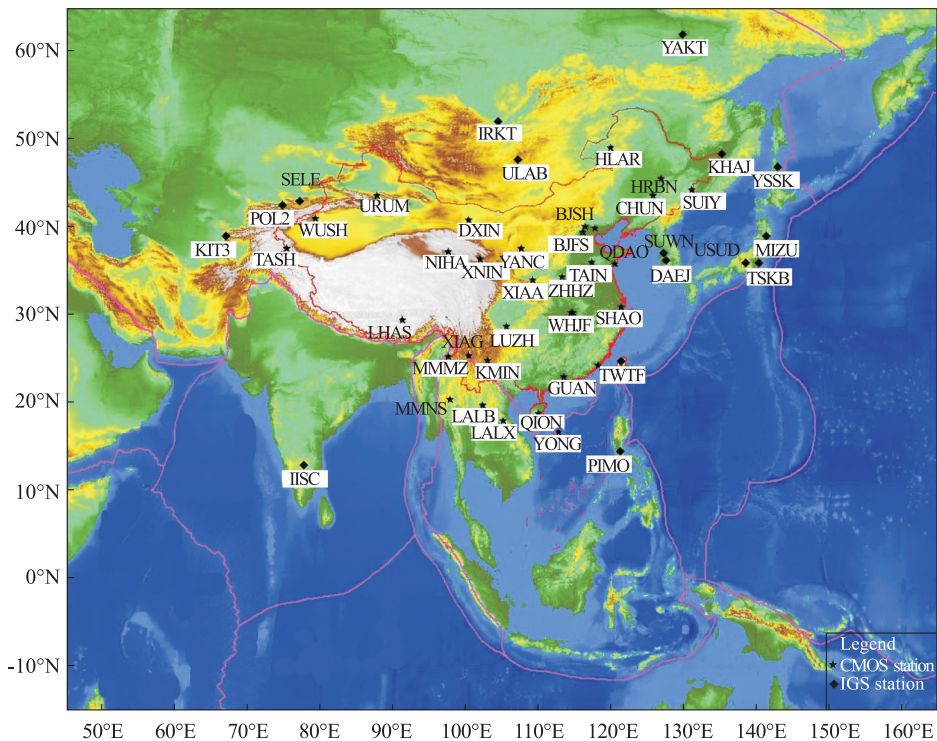 60°N
YAKT
50°N
IRKT
HLAR
KHAJ
ULAB
YSSK
SELE
HRBN
URUM
CHUN
SUIY
POL2
WUSH
BJSH
40°N
DXIN
BJFS
SUWN
USUD
MIZU
KIT3
QDAO
TASH
NIHA
XNIN
YANC
TAIN
DAEJ
TSKB
ZHHZ
XIAA
30°N
LHAS
WHJF
SHAO
LUZH
XIAG
MMMZ
KMIN
TWTF
GUAN
20°N
MMNS
LALB
QION
LALX
YONG
PIMO
IISC
10°N
0°N
Legend
CMOS station
-10°N
IGS station
50°E 60°E 70°E 80°E 90°E 100°E 110°E 120°E 130°E 140°E 150°E 160°E